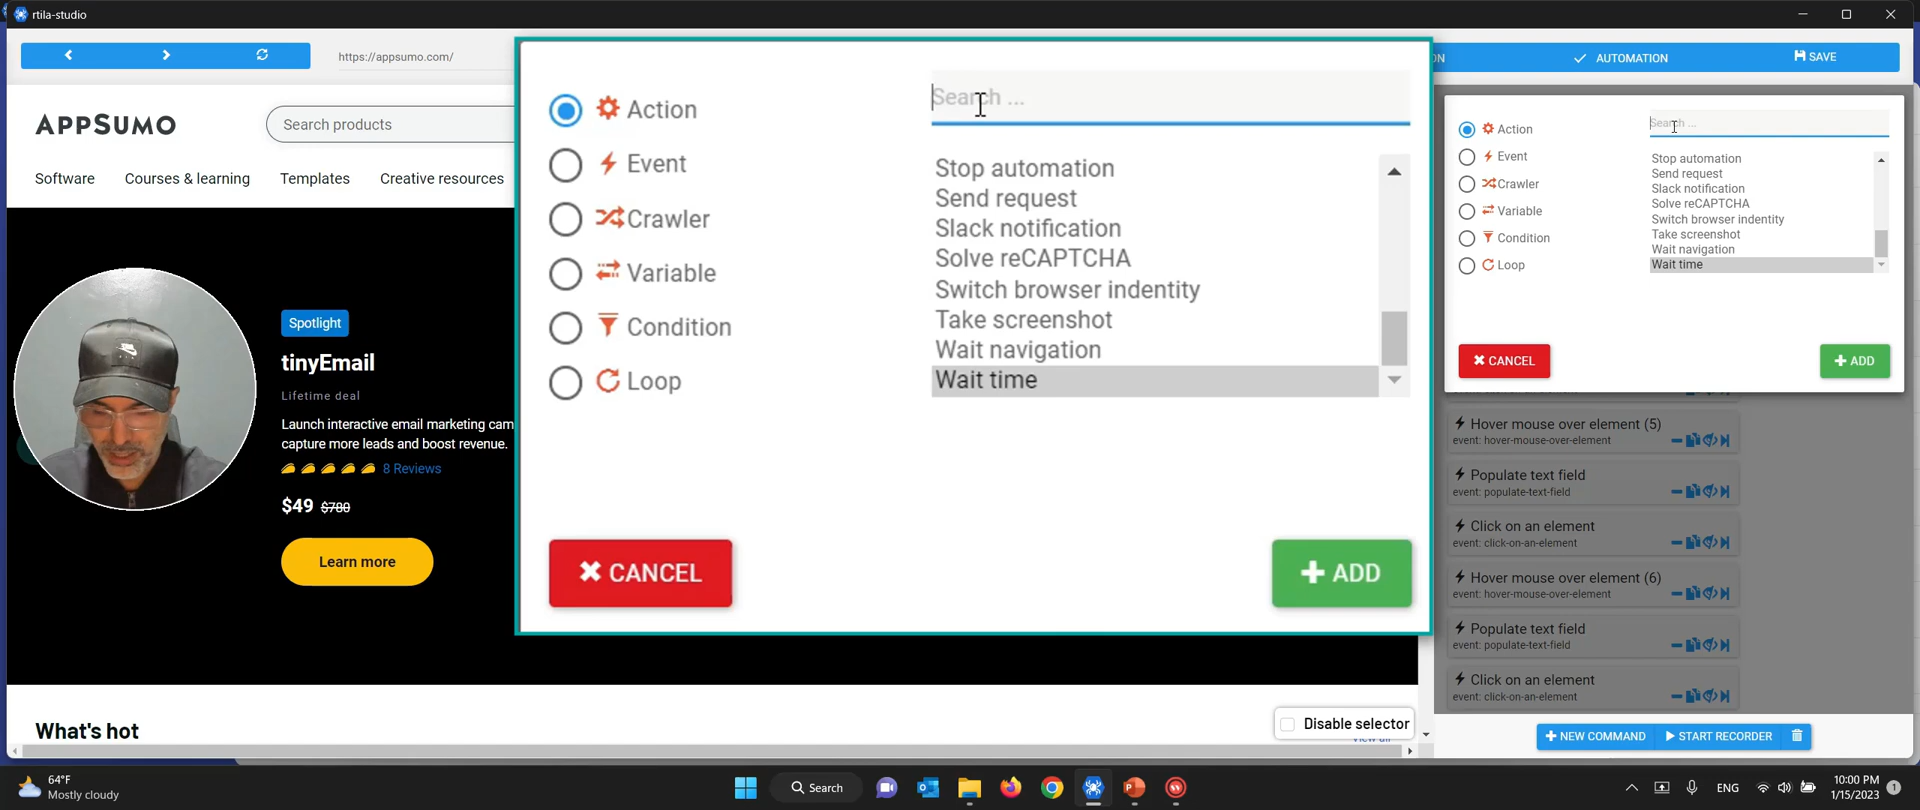 rtila-studio
https://appsumo.com/
ON
AUTOMATION
SAVE
APPSUMO
Search products
Software
Courses & learning
Templates
Creative resources
Spotlight
tinyEmail
Lifetime deal
Launch interactive email marketing cam
capture more leads and boost revenue.
8 Reviews
$49 $780
Learn more
What's hot
Action
Event
Crawler
Variable
Condition
Loop
Search ...
Stop automation
Send request
Slack notification
Solve reCAPTCHA
Switch browser indentity
Take screenshot
Wait navigation
Wait time
CANCEL
ADD
Action
Event
Crawler
Variable
Condition
Loop
Search ...
Stop automation
Send request
Slack notification
Solve reCAPTCHA
Switch browser indentity
Take screenshot
Wait navigation
Wait time
CANCEL
ADD
Hover mouse over element (5)
event: hover-mouse-over-element
Populate text field
event: populate-text-field
Click on an element
event: click-on-an-element
Hover mouse over element (6)
event: hover-mouse-over-element
Populate text field
event: populate-text-field
Click on an element
event: click-on-an-element
Disable selector
View all
NEW COMMAND
START RECORDER
64°F
Mostly cloudy
Search
ENG
10:00 PM
1/15/2023
1